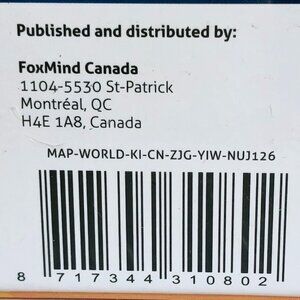 Published and distributed by:
FoxMind Canada
1104-5530 St-Patrick
Montréal, QC
H4E 1A8, Canada
MAP-WORLD-KI-CN-ZJG-YIW-NUJ126
8 717344 310802